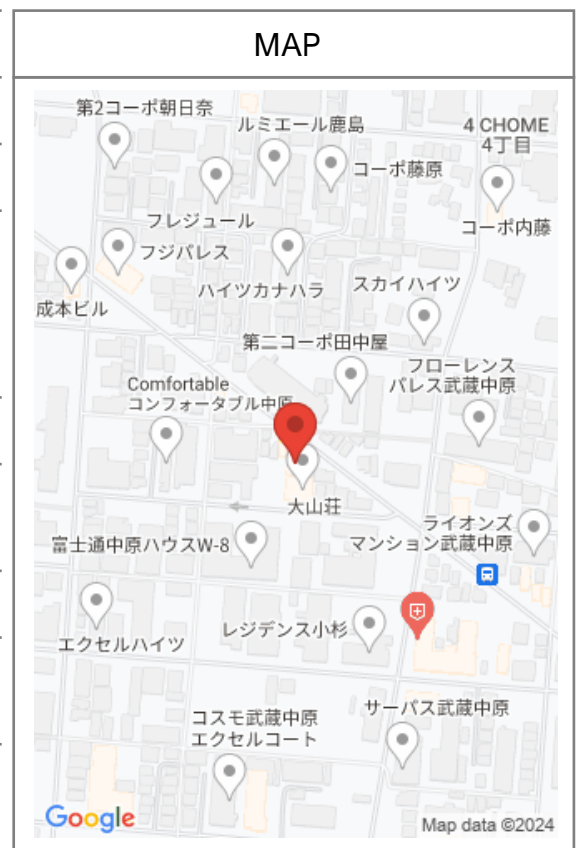 MAP
第2コーポ朝日奈
ルミエール鹿島
4 CHOME
4丁目
コーポ藤原
フレジュール
コーポ内藤
フジパレス
ハイツカナハラ
スカイハイツ
成本ビル
第二コーポ田中屋
フローレンス
パレス武蔵中原
Comfortable
コンフォータブル中原
大山荘
ライオンズ
マンション武蔵中原
富士通中原ハウスW-8
レジデンス小杉
エクセルハイツ
サーパス武蔵中原
コスモ武蔵中原
エクセルコート
Google
Map data ©2024